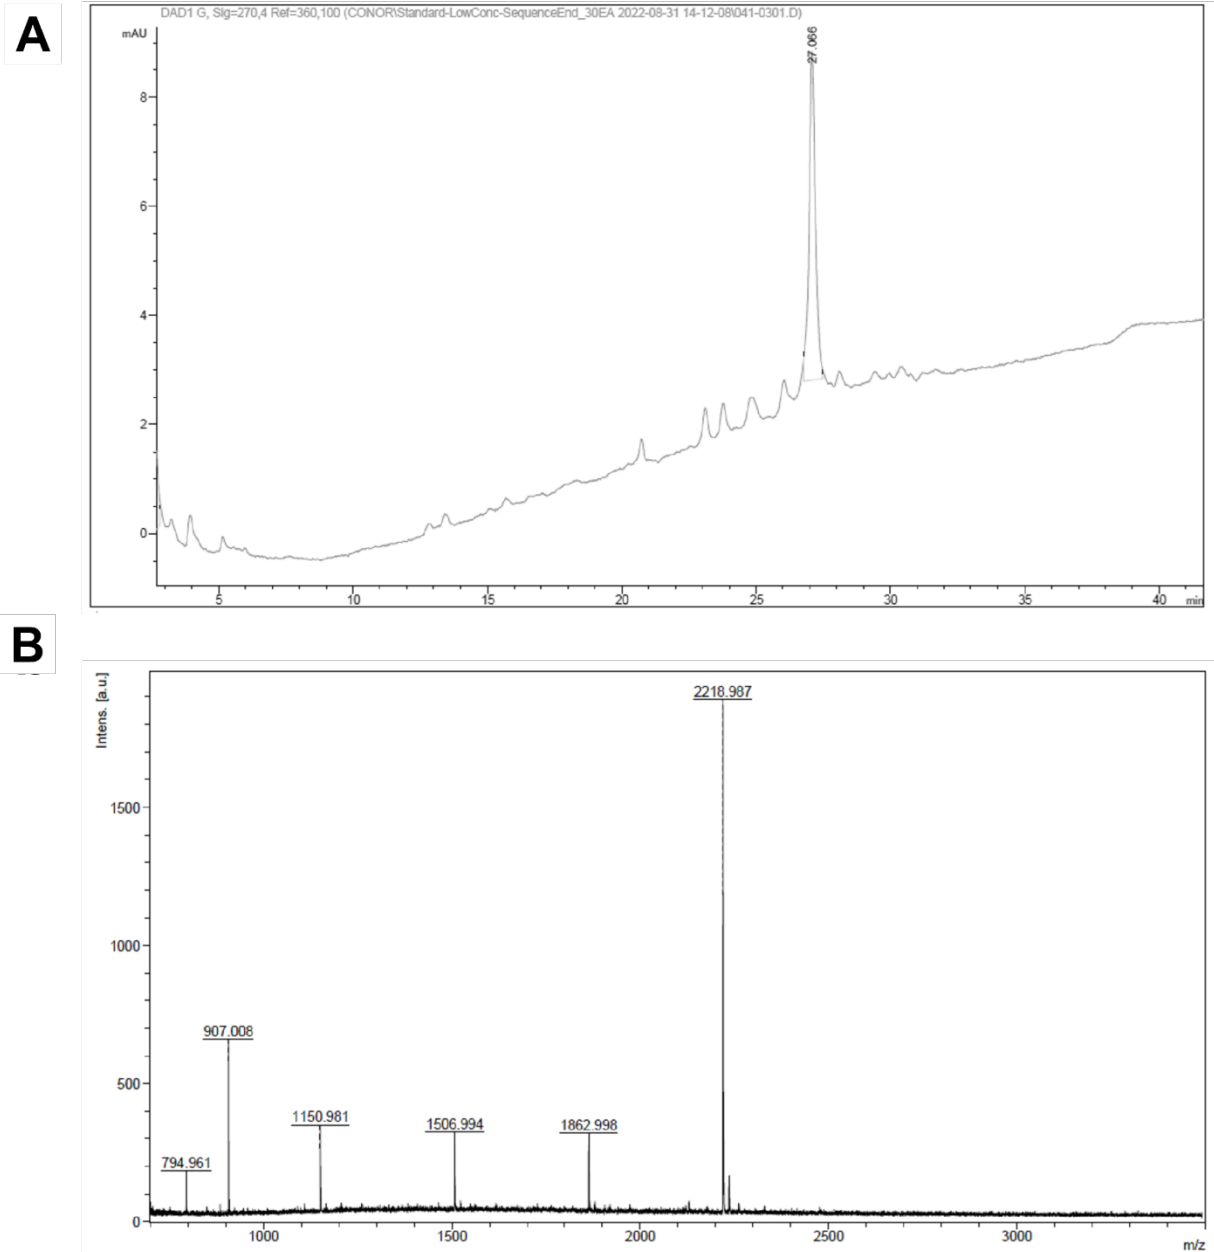 A
DAD1 G, Sig=270,4 Ref=360,100 (CONOR\Standard-LowConc-SequenceEnd_30EA 2022-08-31 14-12-08\041-0301.D)
mAU
27.066
8
6
4
2
0
5 10 15 20 25 30 35 40 min
B
Intens. [a.u.]
2218.987
1500
1000
907.008
500
1150.981
1506.994
1862.998
794.961
0
1000 1500 2000 2500 3000
m/z